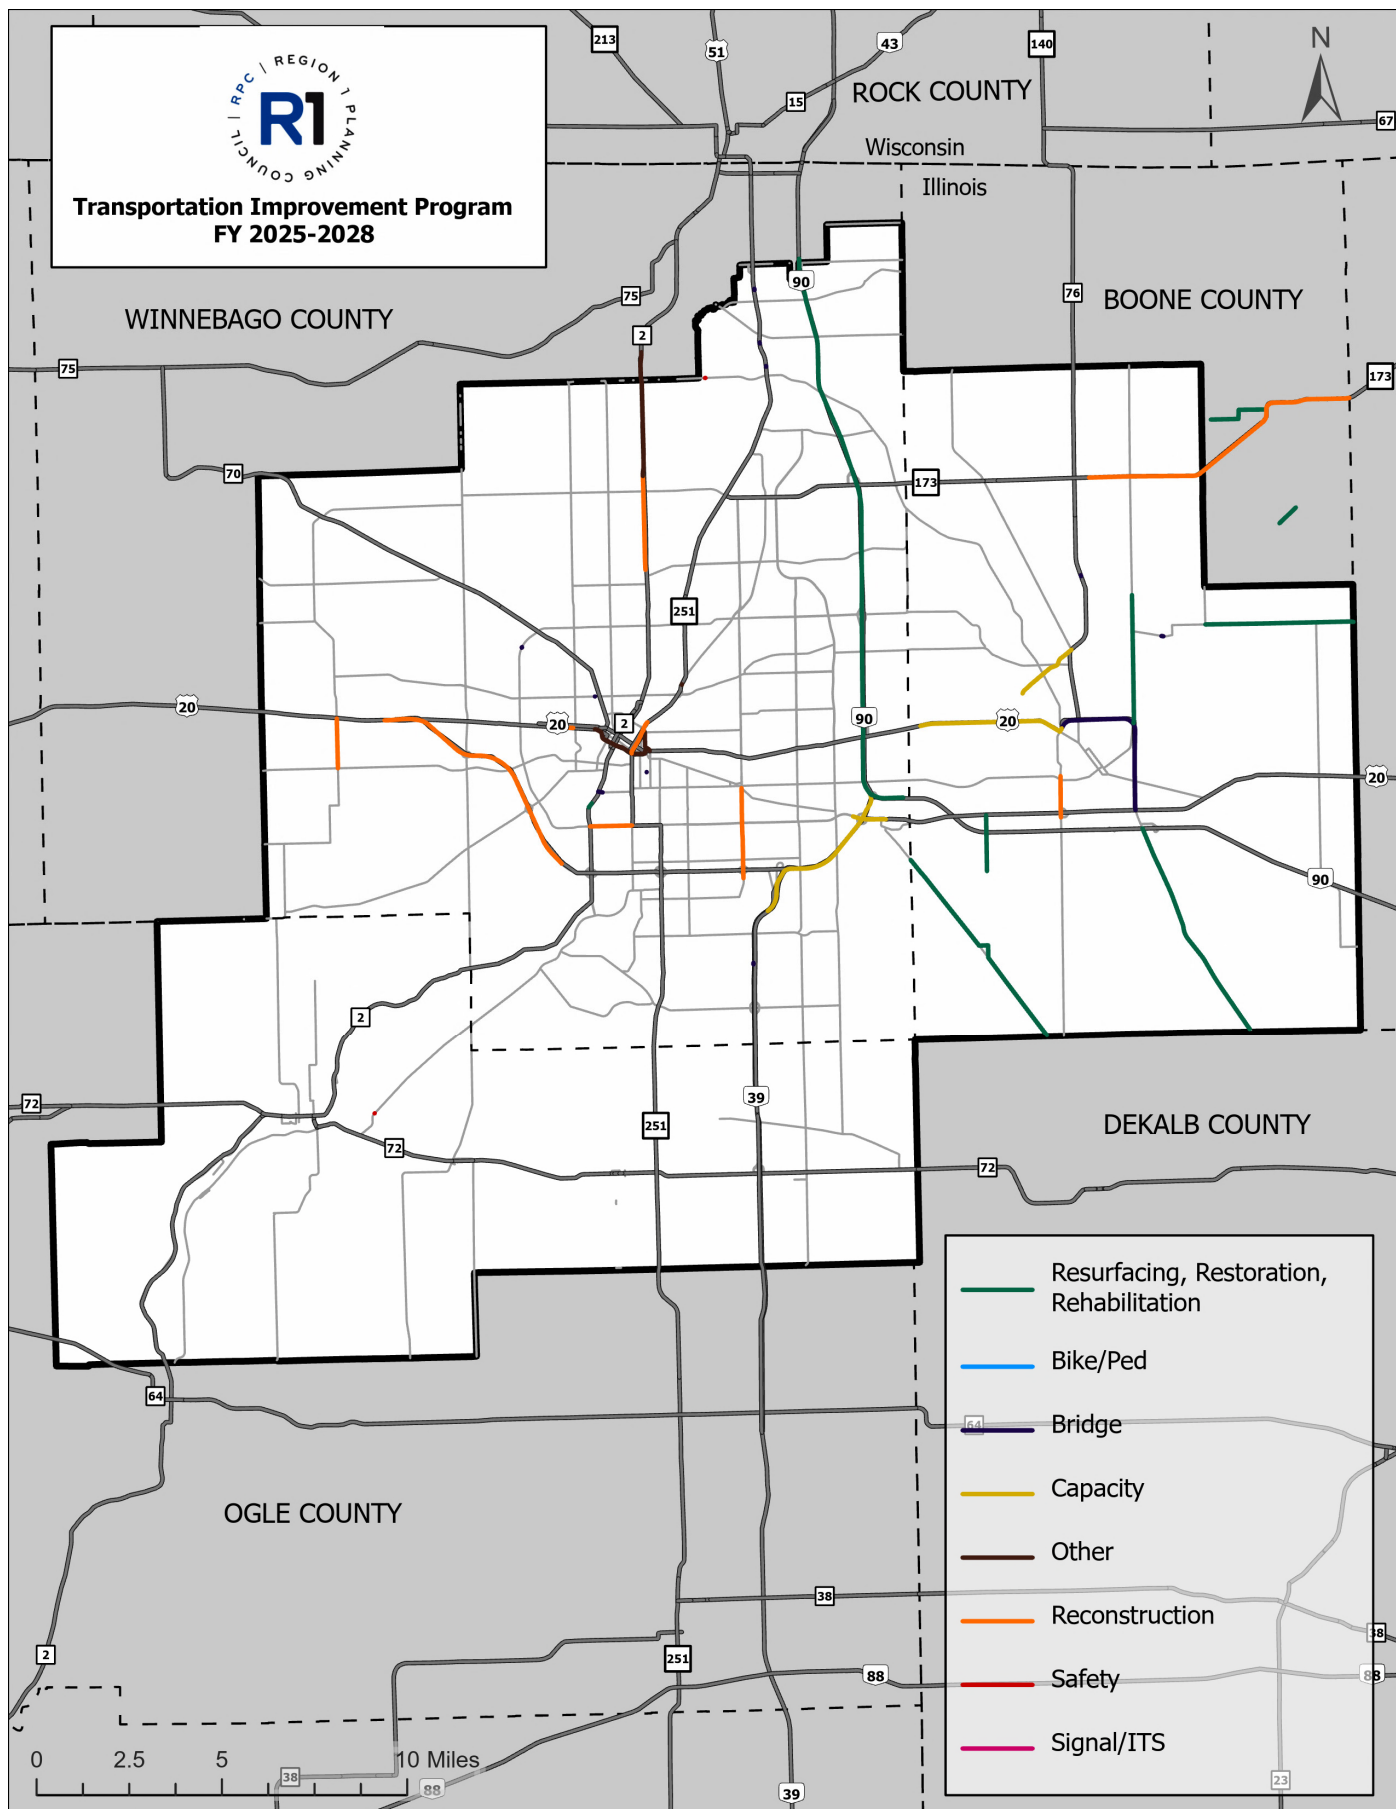 RPC | REGION 1 PLANNING COUNCIL |
R1
Transportation Improvement Program
FY 2025-2028
213
51
43
140
N
15
ROCK COUNTY
67
Wisconsin
Illinois
90
75
76
BOONE COUNTY
WINNEBAGO COUNTY
2
75
173
70
173
251
20
20
2
90
20
20
90
2
72
39
251
DEKALB COUNTY
72
72
Resurfacing, Restoration,
Rehabilitation
Bike/Ped
64
64
Bridge
Capacity
OGLE COUNTY
Other
38
Reconstruction
38
2
251
88
Safety
88
Signal/ITS
0 2.5 5 10 Miles
38
88
39
23